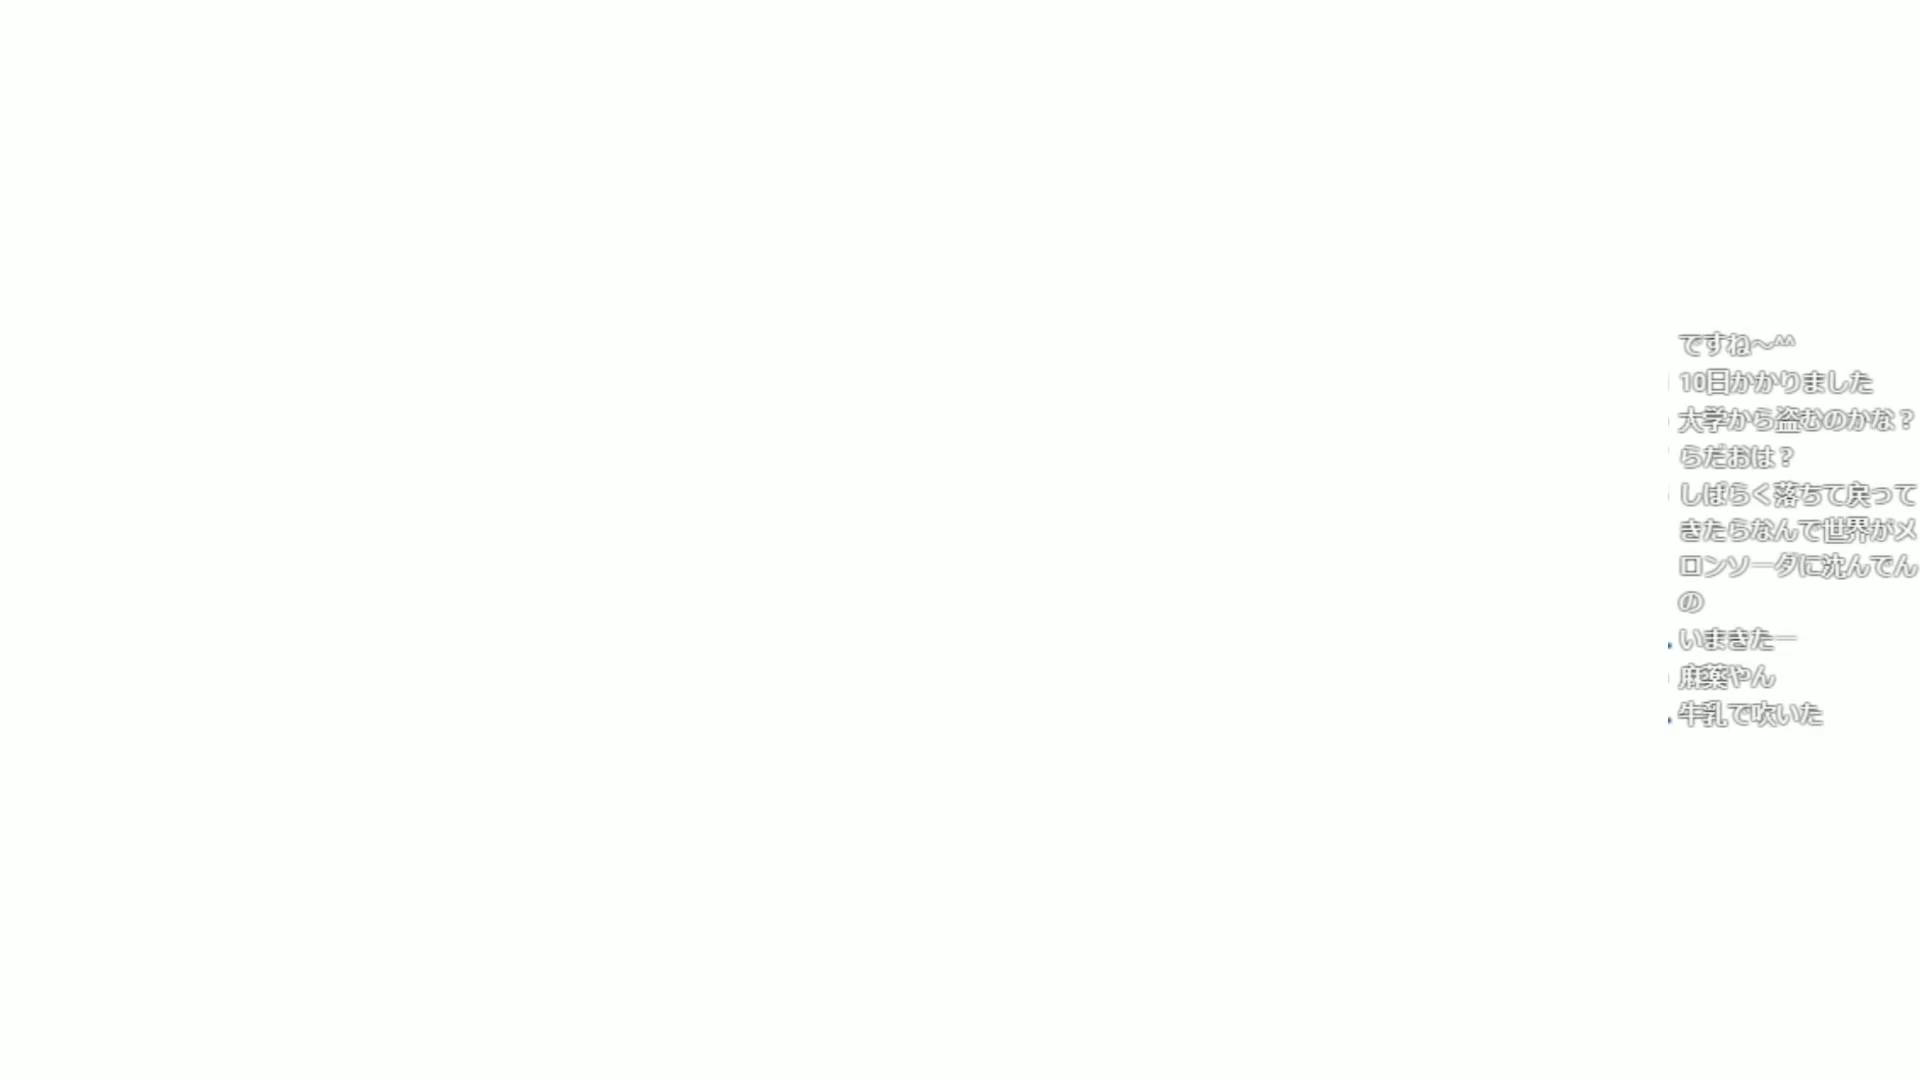 ですね～^^
10日かかりました
大学から盗むのかな？
らだおは？
しばらく落ちて戻って
きたらなんで世界がメ
ロンソーダに沈んでん
の
いまきたー
麻薬やん
牛乳で吹いた